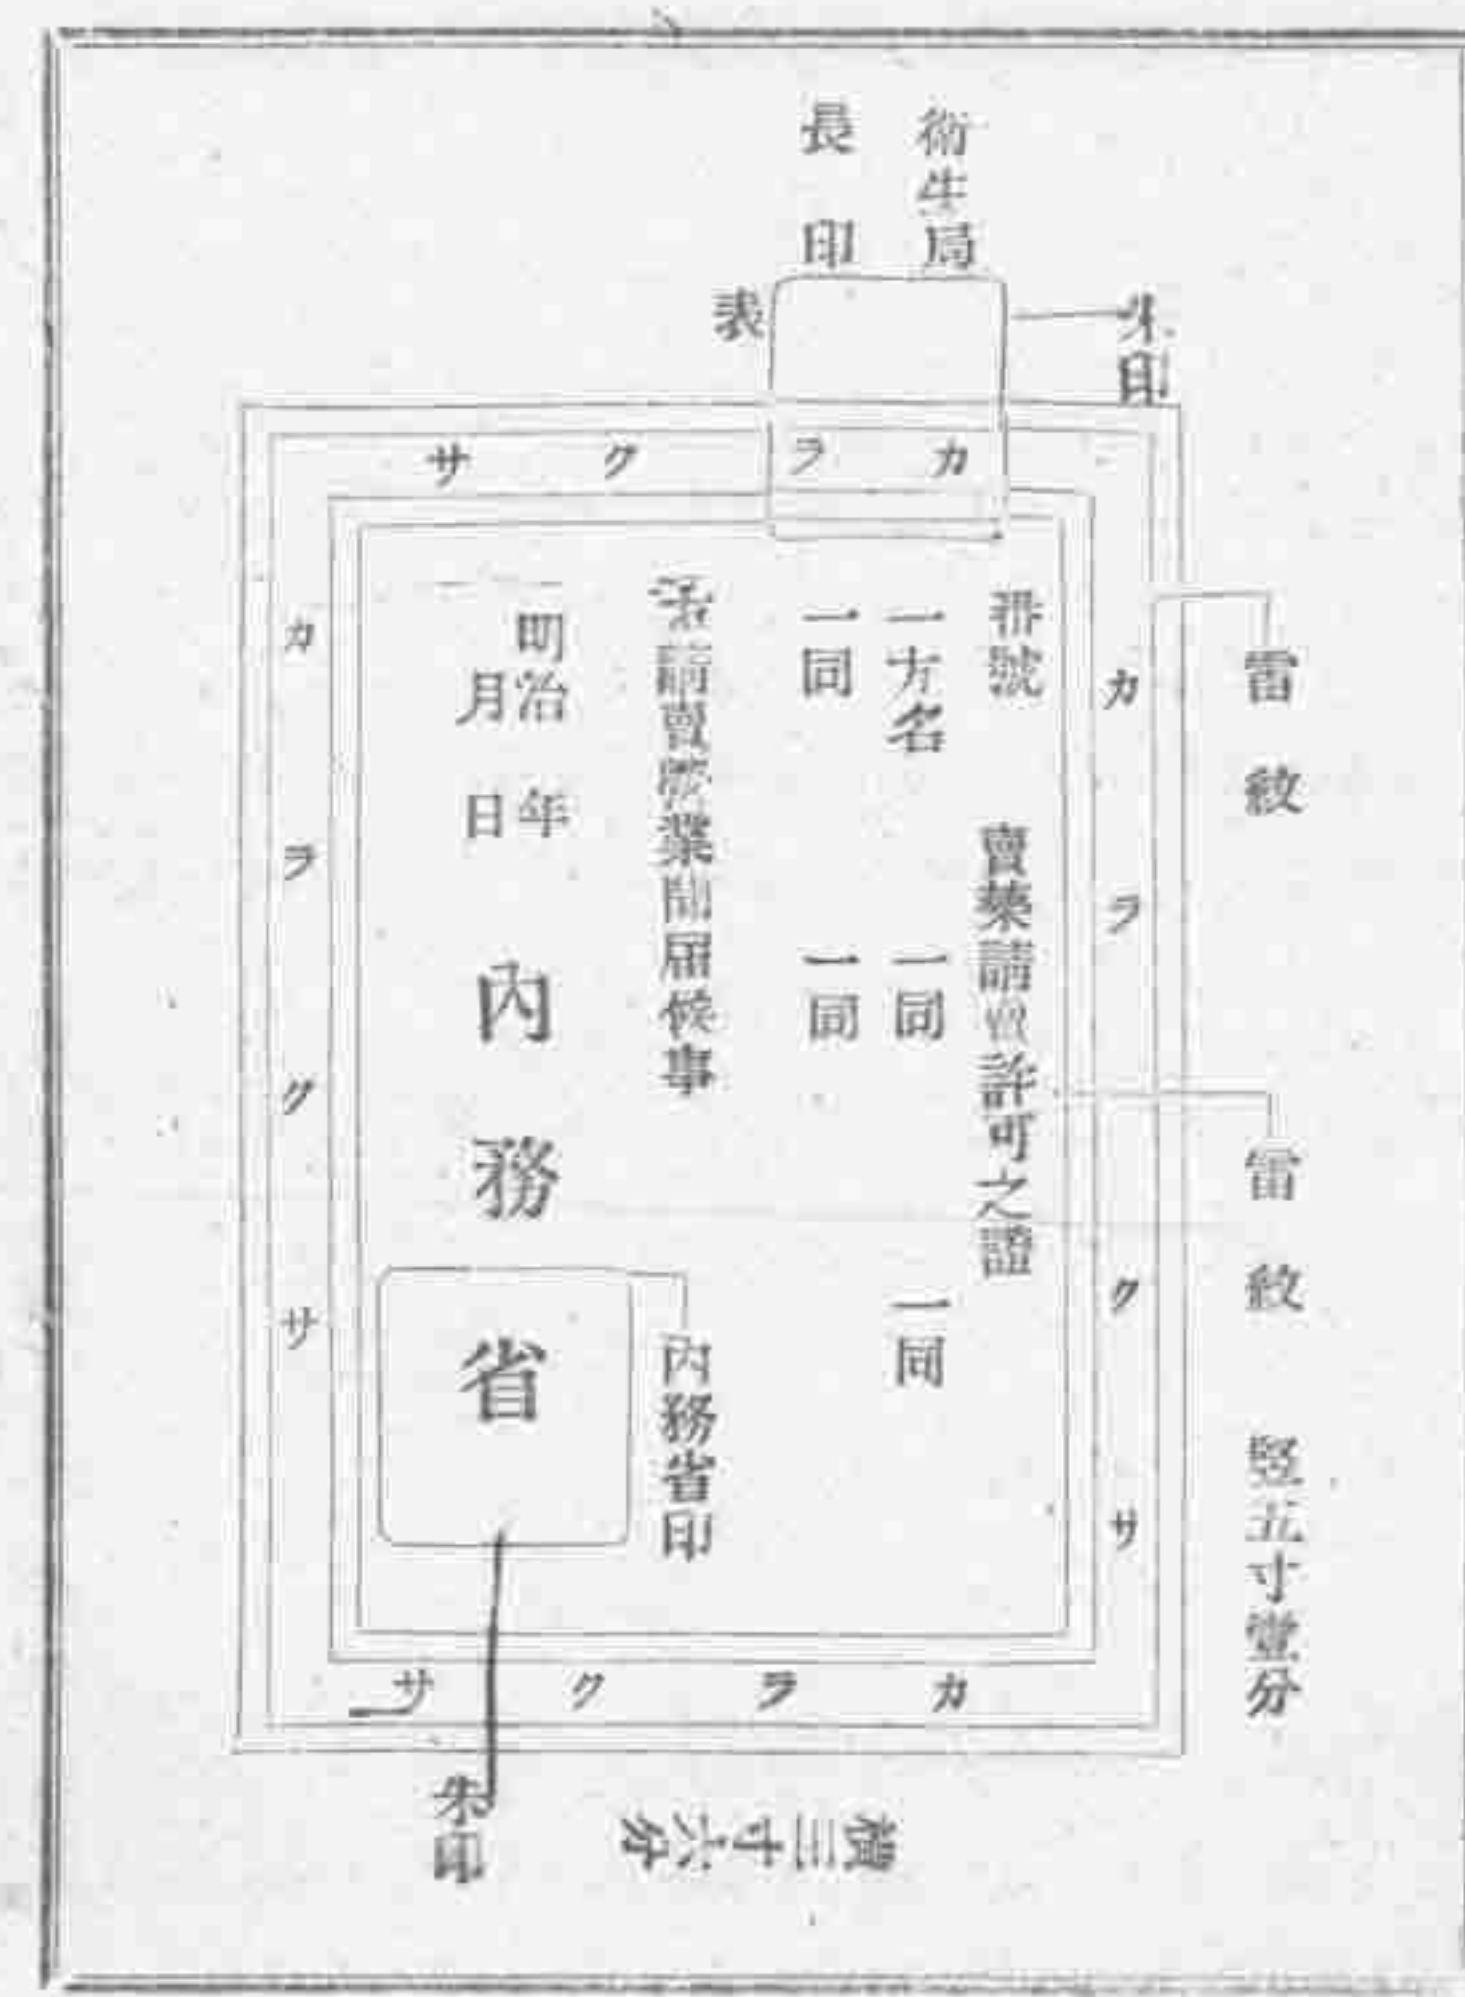 朱印
衛生局
長印
表
雷紋
雷紋
竪五寸壹分
横三寸六分
カラクサ
カラクサ
カラクサ
カラクサ
番號
賣藥請賣許可之證
一方名 一同 一同
一同 一同
請賣營業聞届候事
明治 年
月 日
內務省
內務省印
朱印